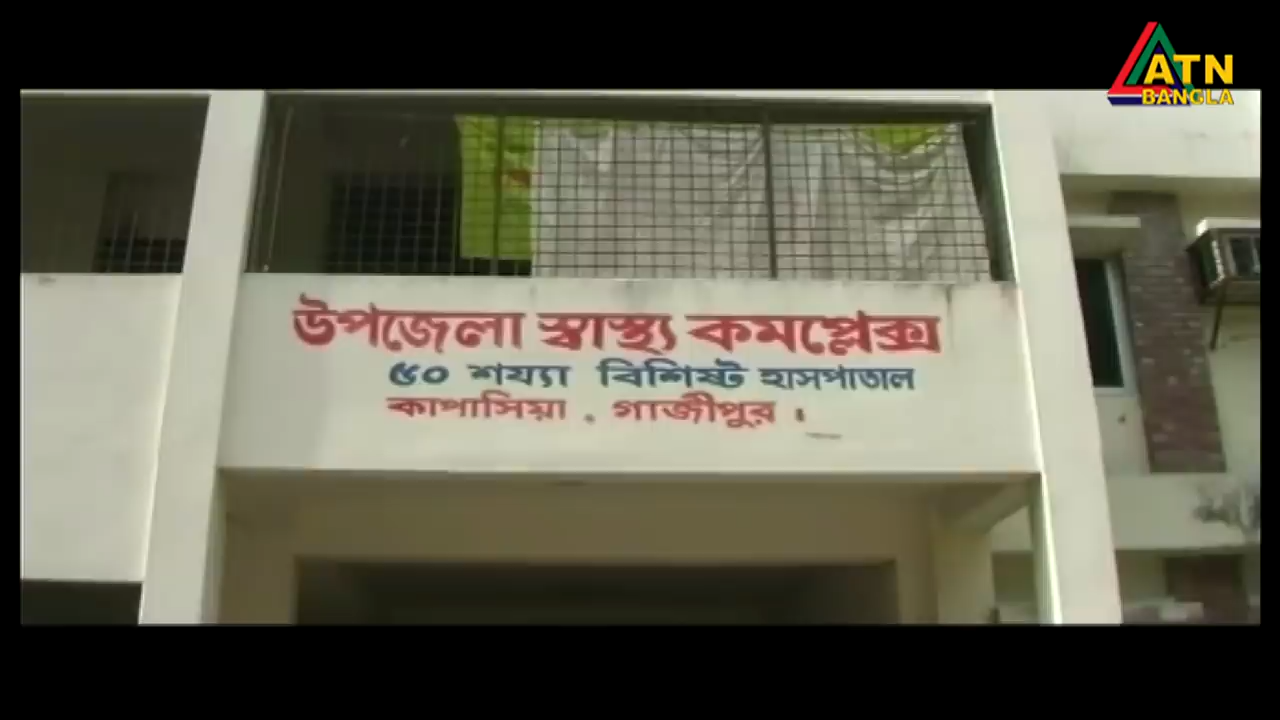 ATN
BANGLA
উপজেলা স্বাস্থ্য কমপ্লেক্স
৫০ শয্যা বিশিষ্ট হাসপাতাল
কাপাসিয়া , গাজীপুর ।